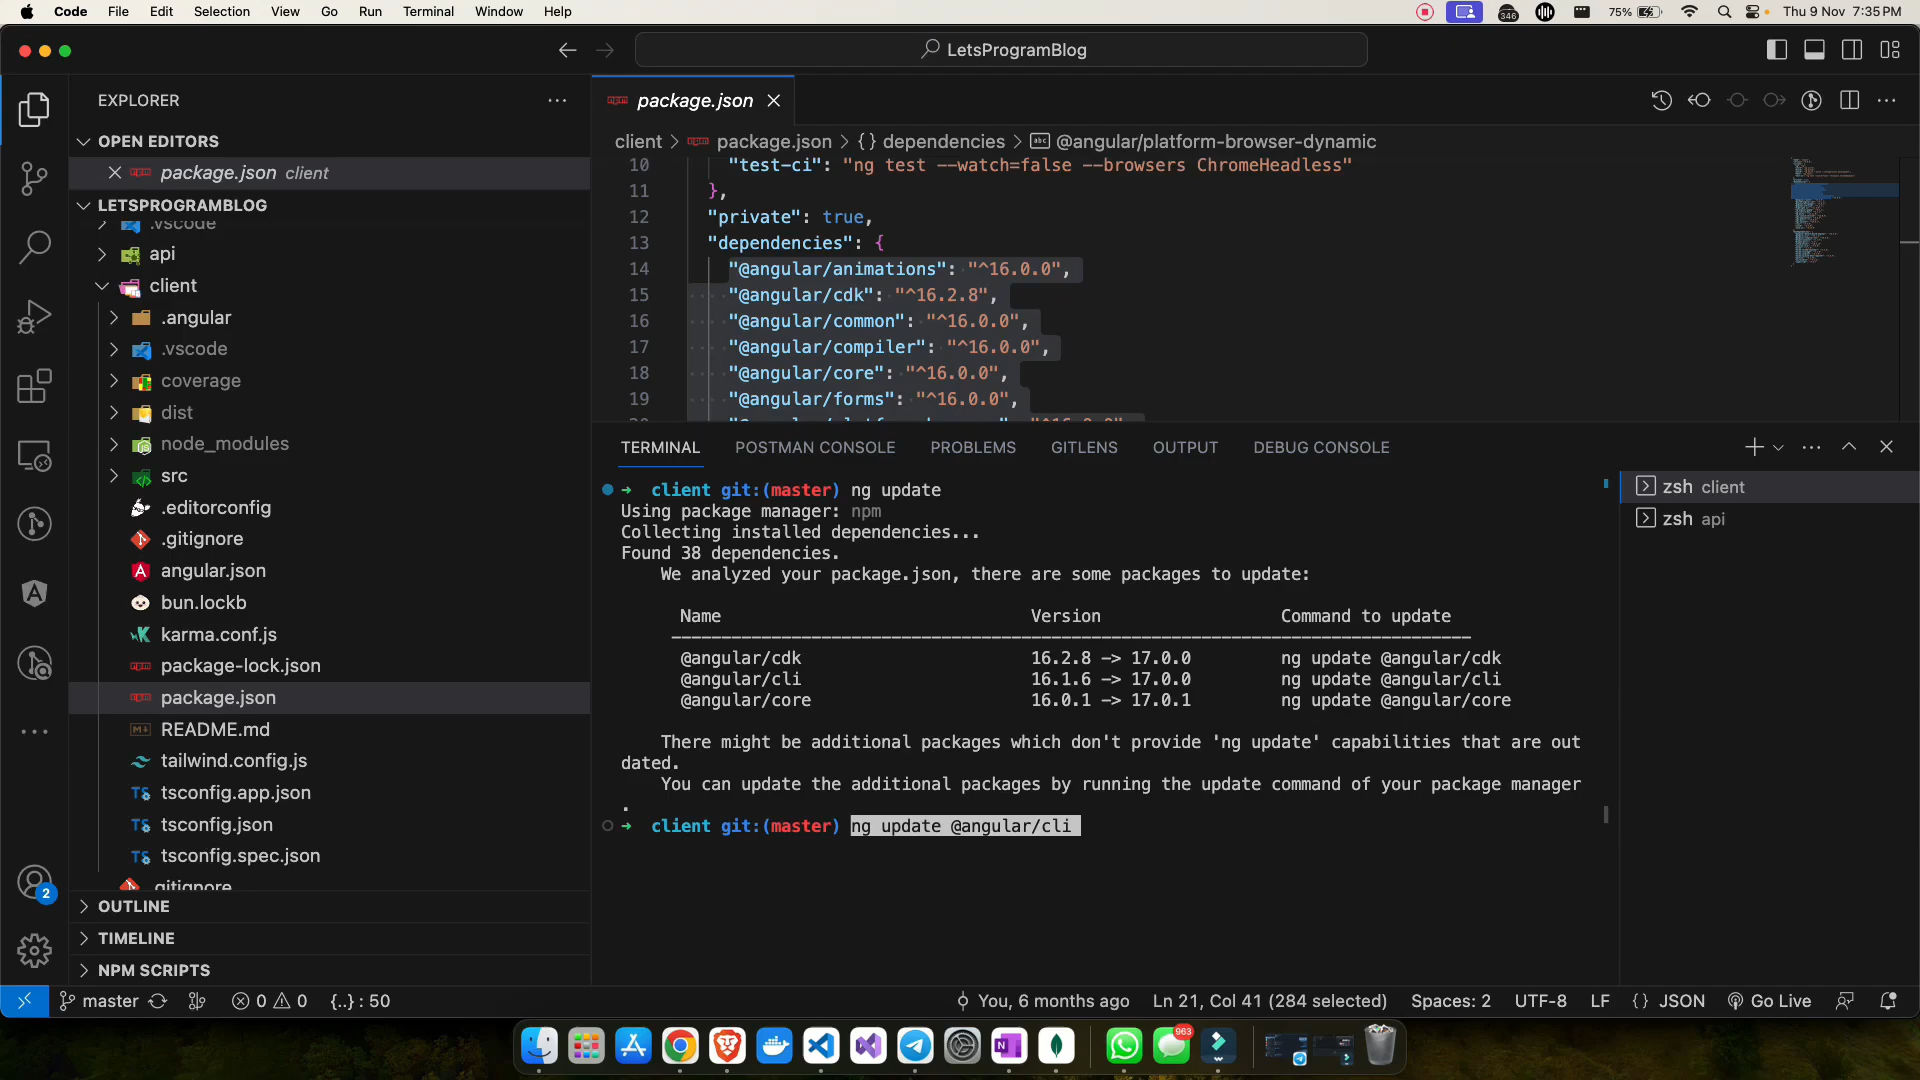 Code File Edit Selection View Go Run Terminal Window Help
346
75%
Thu 9 Nov 7:35 PM
LetsProgramBlog
EXPLORER
OPEN EDITORS
package.json client
LETSPROGRAMBLOG
.vscode
api
client
.angular
.vscode
coverage
dist
node_modules
src
.editorconfig
.gitignore
angular.json
bun.lockb
karma.conf.js
package-lock.json
package.json
README.md
tailwind.config.js
tsconfig.app.json
tsconfig.json
tsconfig.spec.json
.gitignore
OUTLINE
TIMELINE
NPM SCRIPTS
2
package.json
client > package.json > {} dependencies > abc @angular/platform-browser-dynamic
10 "test-ci": "ng test --watch=false --browsers ChromeHeadless"
11 },
12 "private": true,
13 "dependencies": {
14 "@angular/animations": "^16.0.0",
15 "@angular/cdk": "^16.2.8",
16 "@angular/common": "^16.0.0",
17 "@angular/compiler": "^16.0.0",
18 "@angular/core": "^16.0.0",
19 "@angular/forms": "^16.0.0",
TERMINAL POSTMAN CONSOLE PROBLEMS GITLENS OUTPUT DEBUG CONSOLE
➜ client git:(master) ng update
Using package manager: npm
Collecting installed dependencies...
Found 38 dependencies.
We analyzed your package.json, there are some packages to update:
Name Version Command to update
@angular/cdk 16.2.8 -> 17.0.0 ng update @angular/cdk
@angular/cli 16.1.6 -> 17.0.0 ng update @angular/cli
@angular/core 16.0.1 -> 17.0.1 ng update @angular/core
There might be additional packages which don't provide 'ng update' capabilities that are out
dated.
You can update the additional packages by running the update command of your package manager
.
➜ client git:(master) ng update @angular/cli
zsh client
zsh api
master
0 0
{..} : 50
You, 6 months ago
Ln 21, Col 41 (284 selected)
Spaces: 2
UTF-8
LF
{} JSON
Go Live
963